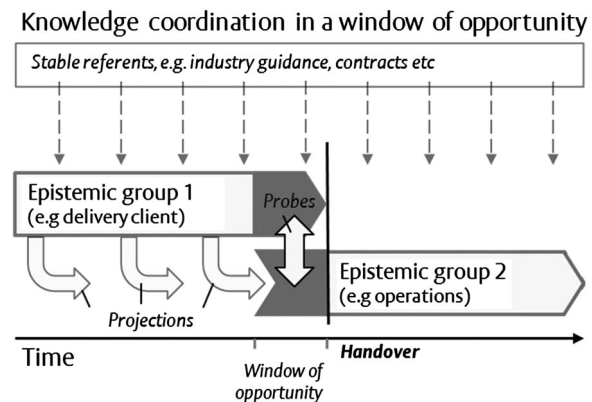 Knowledge coordination in a window of opportunity
Stable referents, e.g. industry guidance, contracts etc
Epistemic group 1
(e.g delivery client)
Probes
Epistemic group 2
(e.g operations)
Projections
Time
Handover
Window of
opportunity